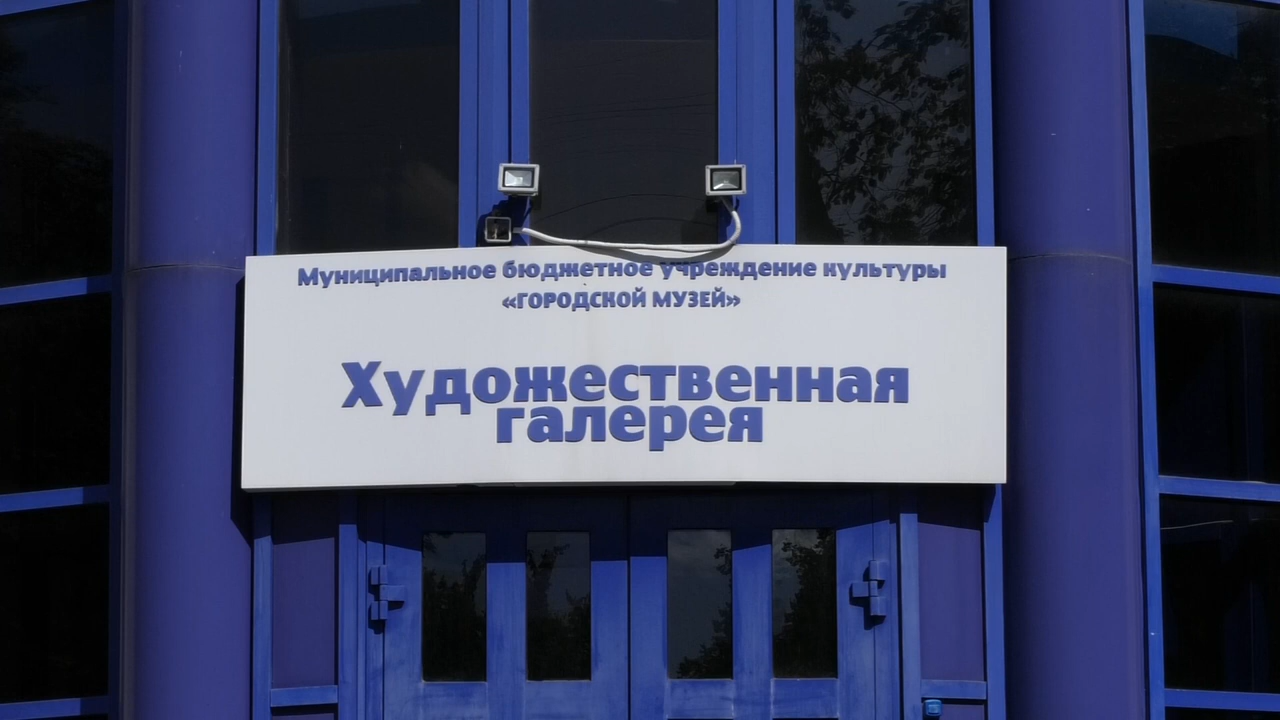 Муниципальное бюджетное учреждение культуры
«ГОРОДСКОЙ МУЗЕЙ»
Художественная
галерея